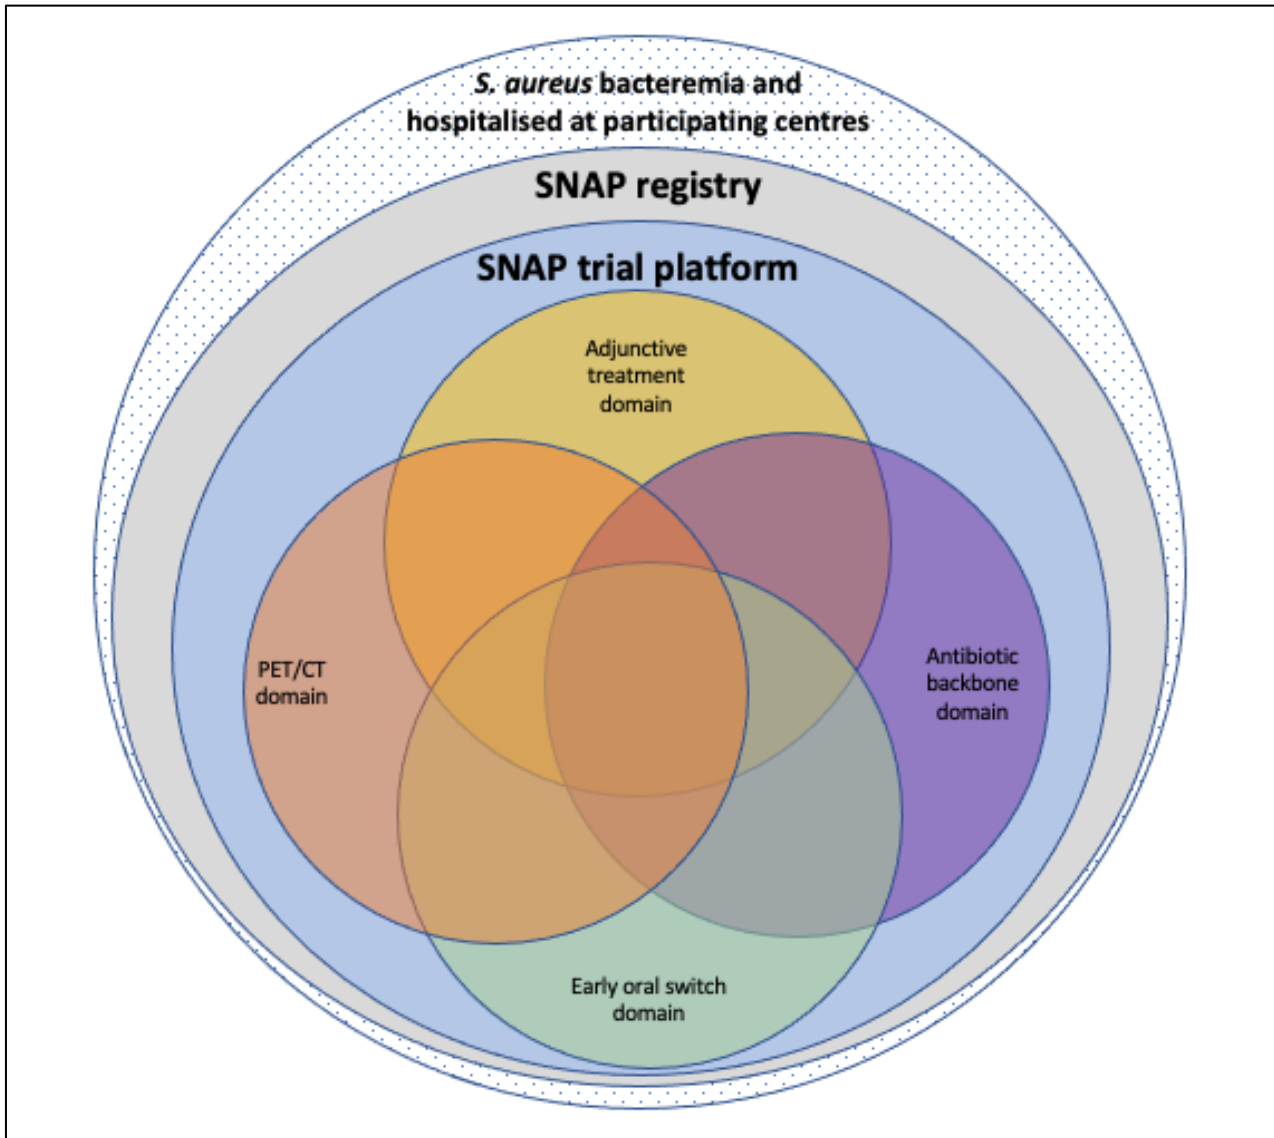 S. aureus bacteremia and
hospitalised at participating centres
SNAP registry
SNAP trial platform
Adjunctive
treatment
domain
PET/CT
domain
Antibiotic
backbone
domain
Early oral switch
domain